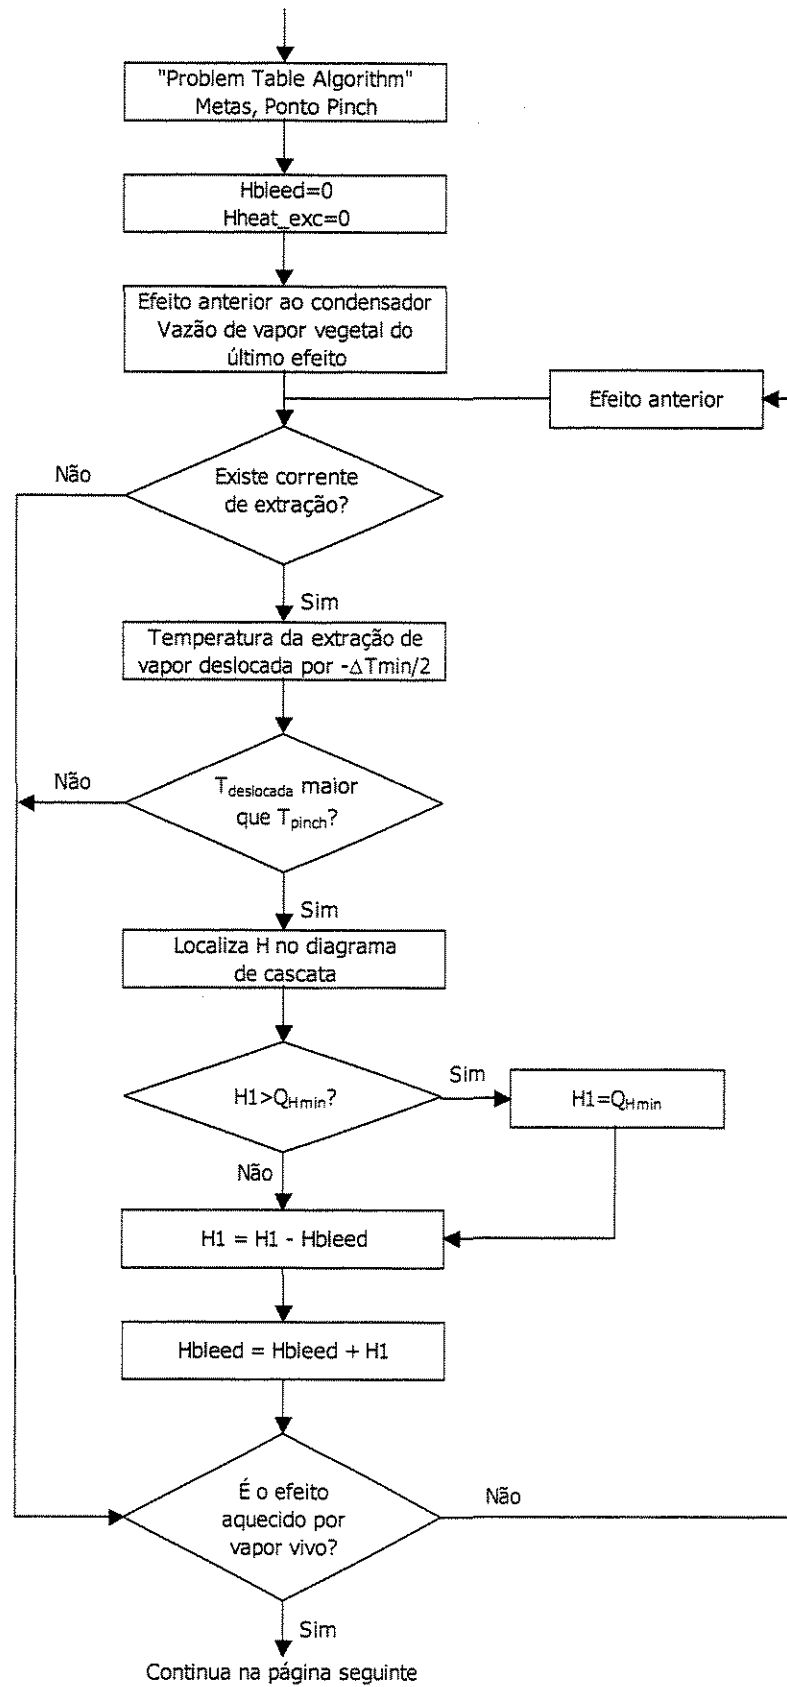 "Problem Table Algorithm"
Metas, Ponto Pinch
Hbleed=0
Hheat_exc=0
Efeito anterior ao condensador
Vazão de vapor vegetal do
último efeito
Efeito anterior
Existe corrente
de extração?
Não
Sim
Temperatura da extração de
vapor deslocada por -ΔTmin/2
Tdeslocada maior
que Tpinch?
Não
Sim
Localiza H no diagrama
de cascata
H1>QHmin?
Sim
H1=QHmin
Não
H1 = H1 - Hbleed
Hbleed = Hbleed + H1
É o efeito
aquecido por
vapor vivo?
Não
Sim
Continua na página seguinte